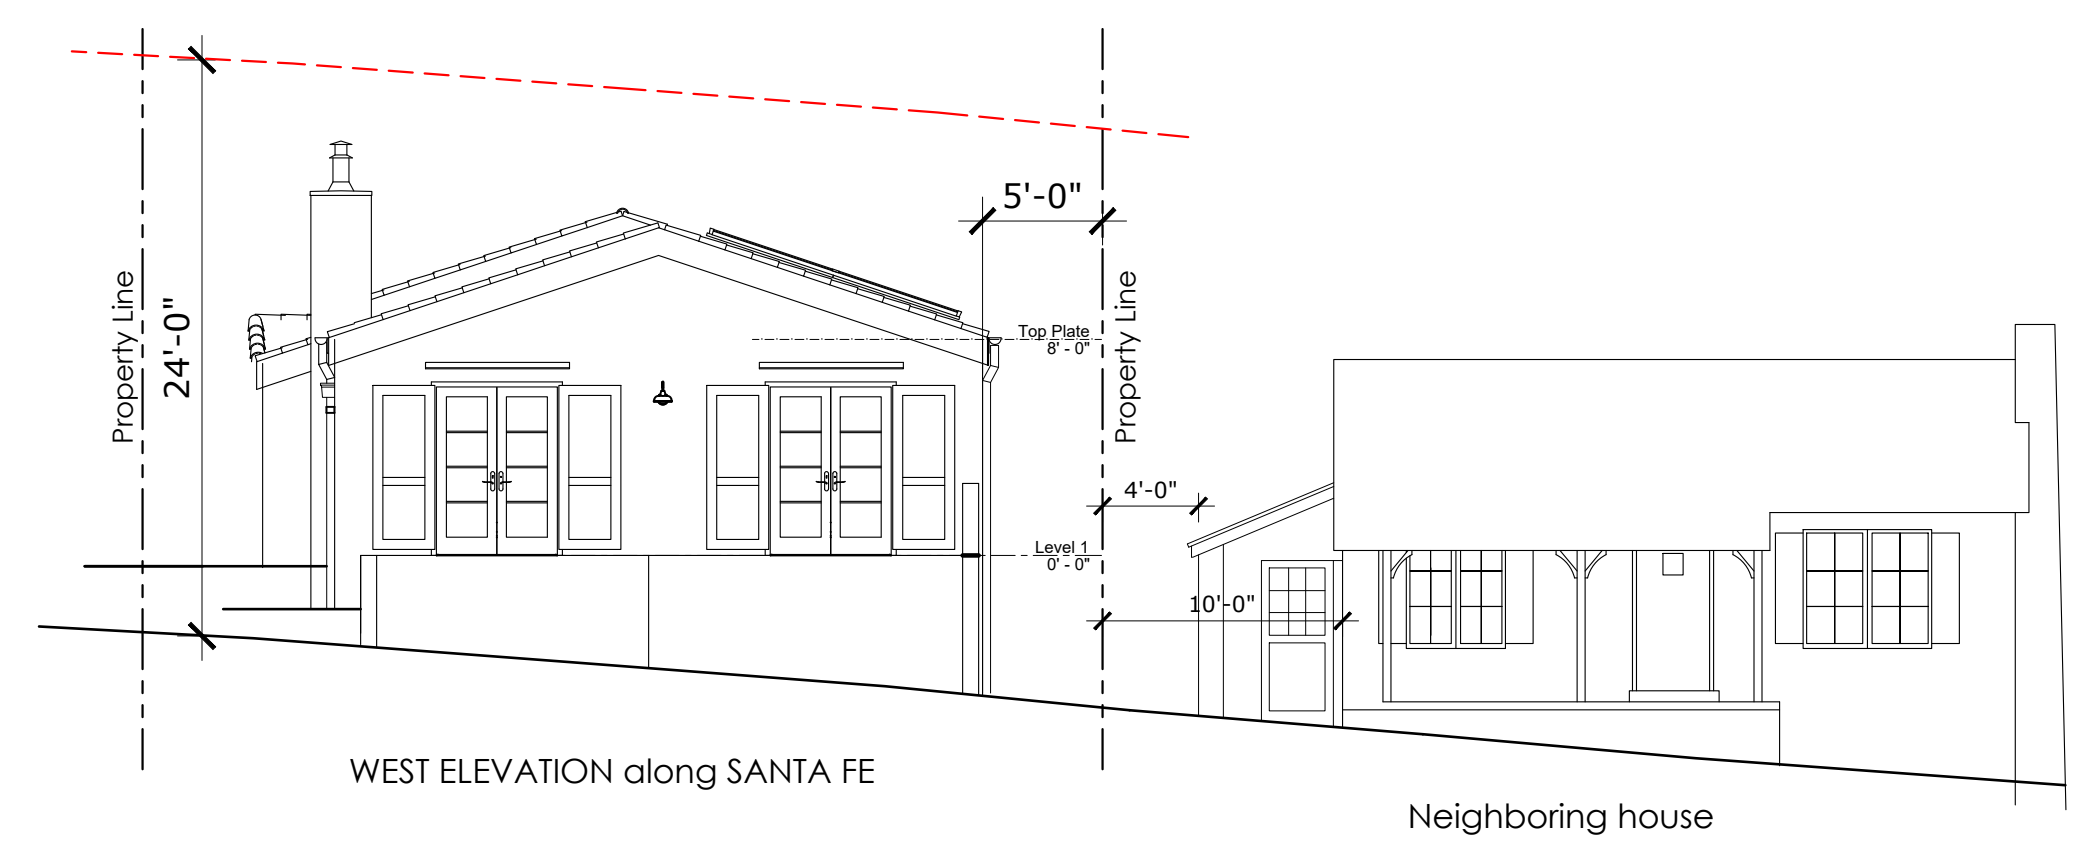 5'-0"
Property Line
24'-0"
Top Plate
8' - 0"
Property Line
4'-0"
Level 1
0' - 0"
10'-0"
WEST ELEVATION along SANTA FE
Neighboring house